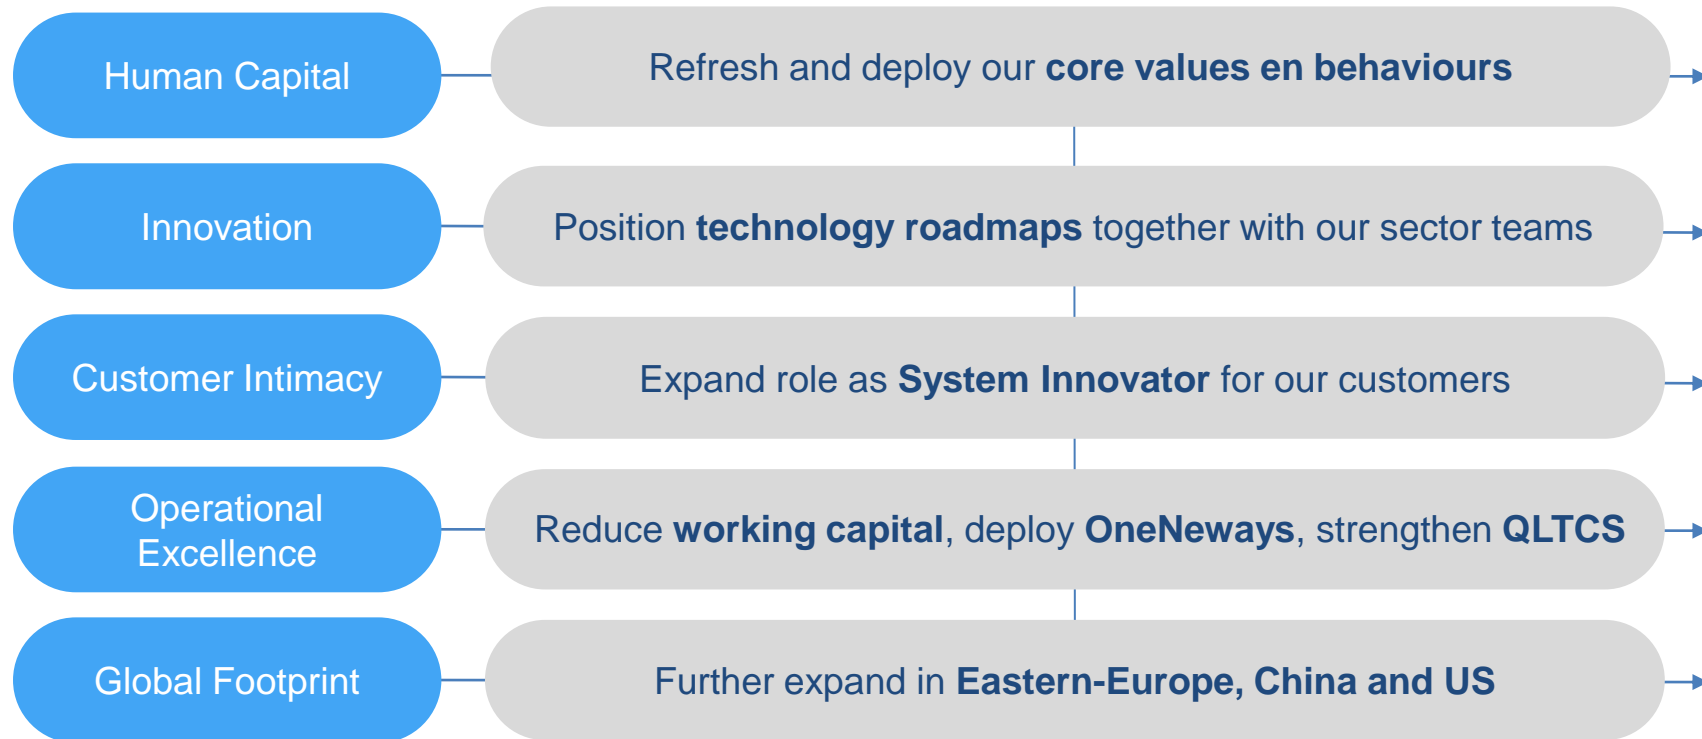 Human Capital
Refresh and deploy our core values en behaviours
Innovation
Position technology roadmaps together with our sector teams
Customer Intimacy
Expand role as System Innovator for our customers
Operational
Excellence
Reduce working capital, deploy OneNeways, strengthen QLTCS
Global Footprint
Further expand in Eastern-Europe, China and US